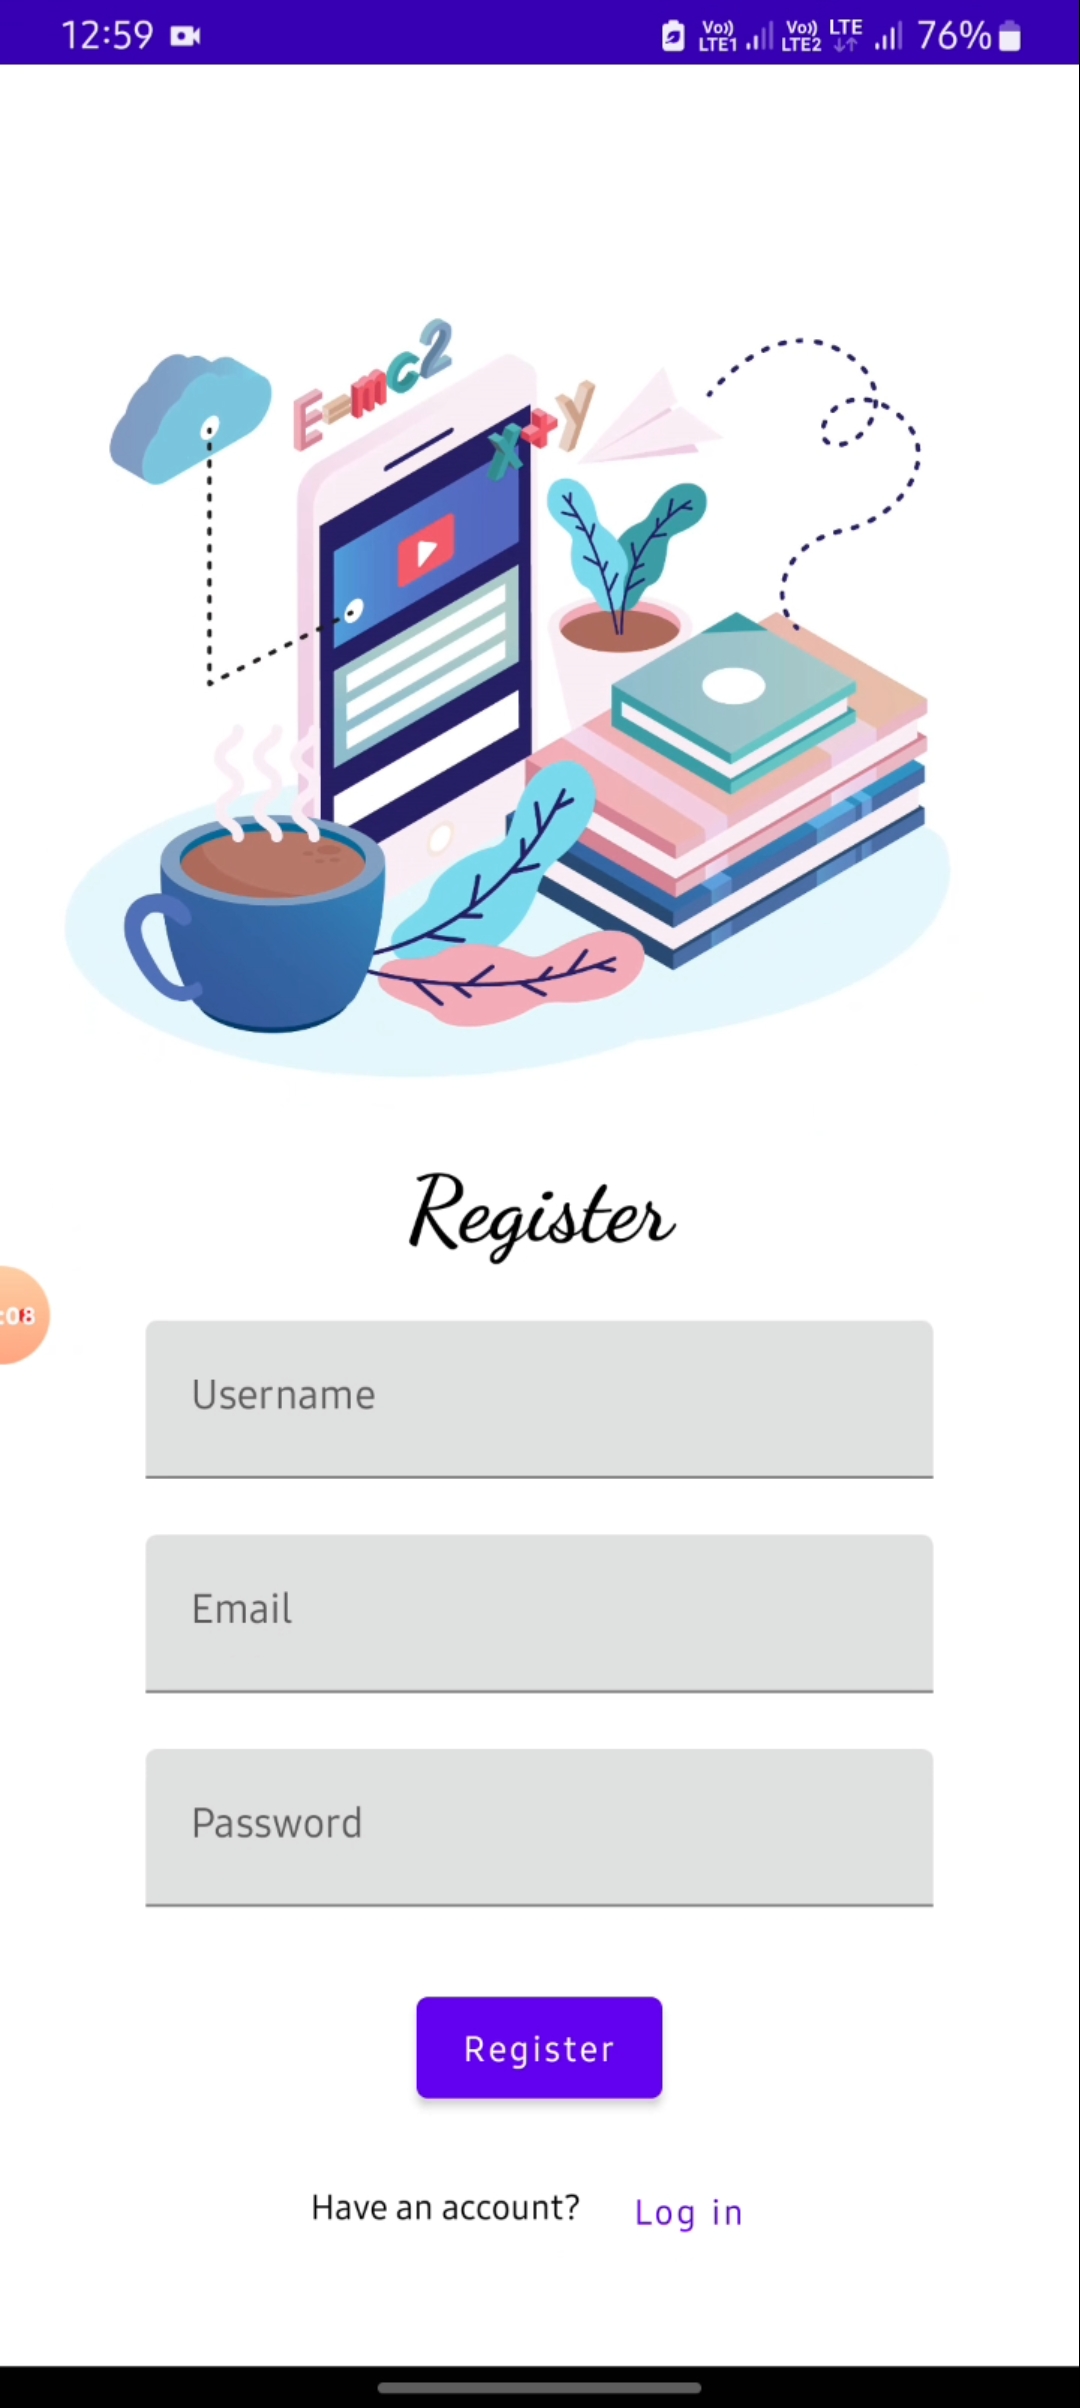 12:59 Vo)) LTE1 Vo)) LTE2 LTE 76%
E=mc2
x+y
Register
:08
Username
Email
Password
Register
Have an account? Log in